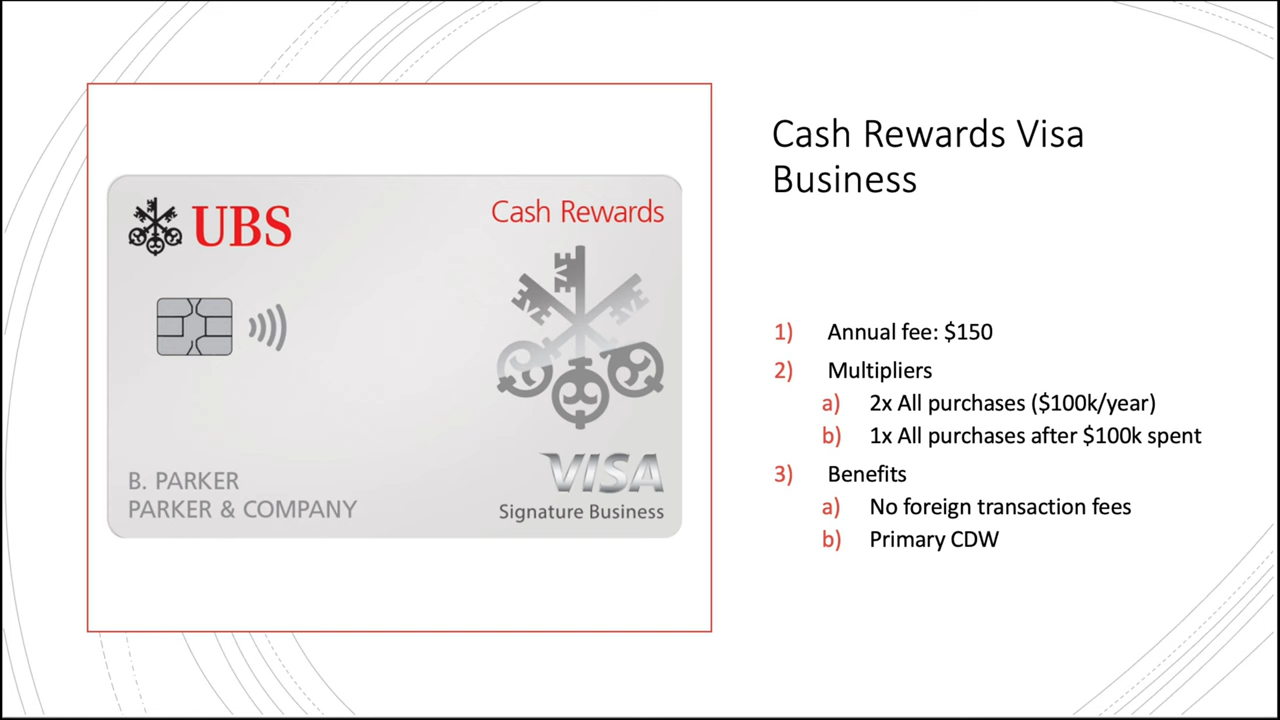 UBS
Cash Rewards
B. PARKER
PARKER & COMPANY
VISA
Signature Business
Cash Rewards Visa
Business
1) Annual fee: $150
2) Multipliers
a) 2x All purchases ($100k/year)
b) 1x All purchases after $100k spent
3) Benefits
a) No foreign transaction fees
b) Primary CDW